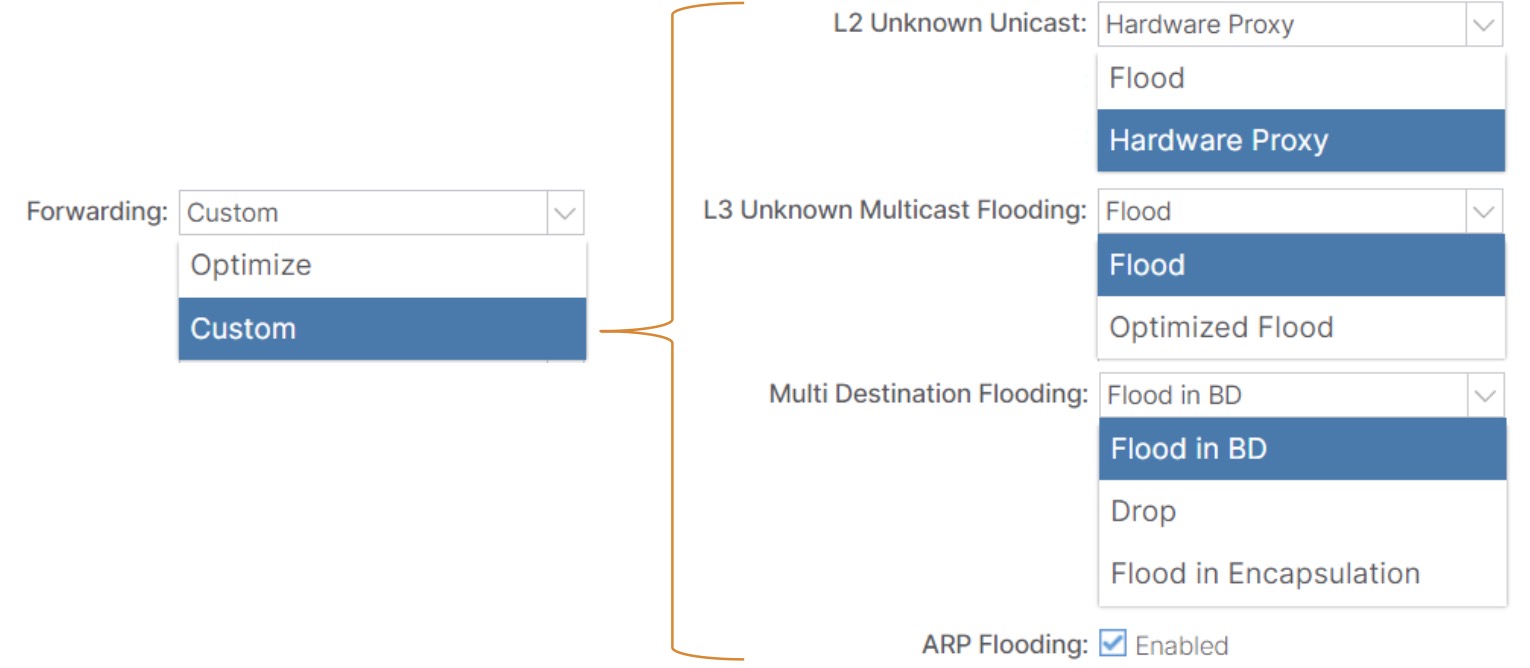 Forwarding: Custom
Optimize
Custom
L2 Unknown Unicast: Hardware Proxy
Flood
Hardware Proxy
L3 Unknown Multicast Flooding: Flood
Flood
Optimized Flood
Multi Destination Flooding: Flood in BD
Flood in BD
Drop
Flood in Encapsulation
ARP Flooding: Enabled